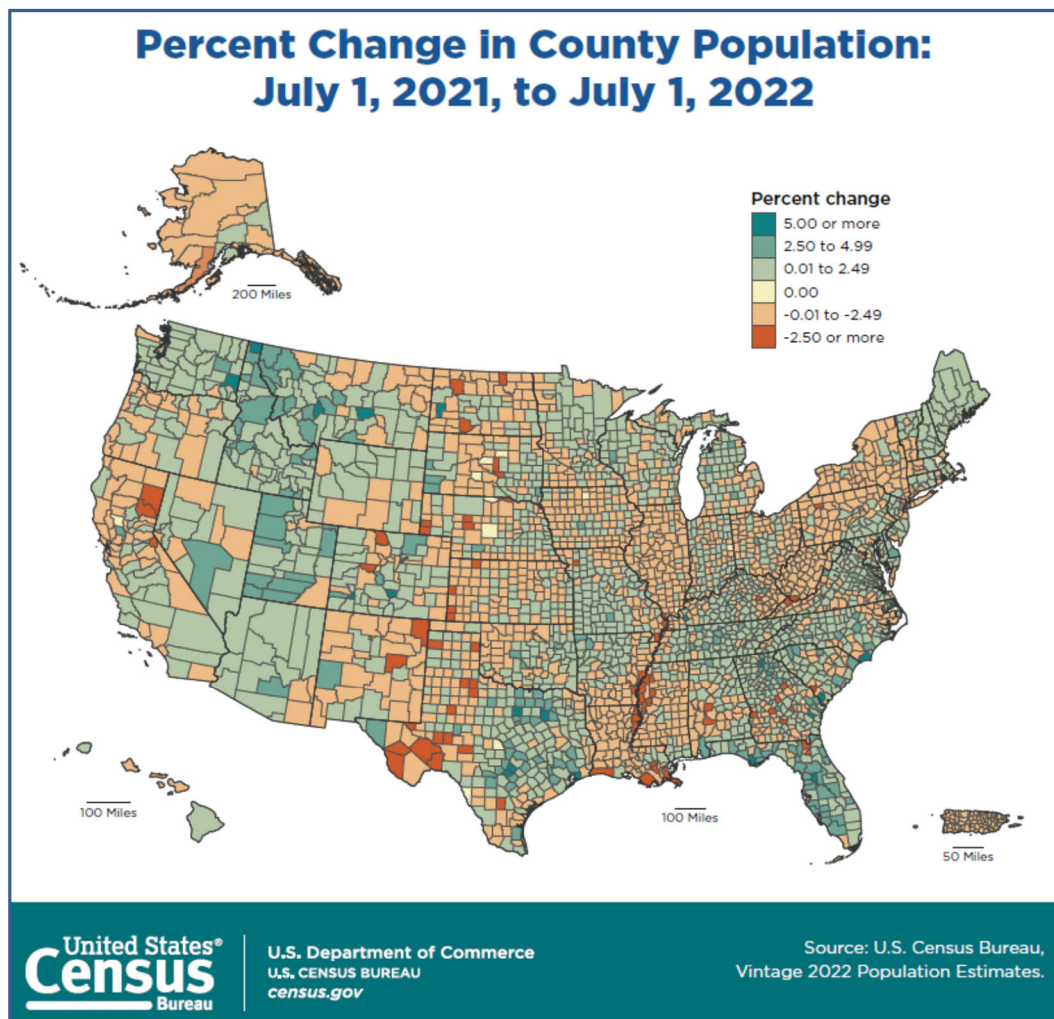 Percent Change in County Population:
July 1, 2021, to July 1, 2022
Percent change
5.00 or more
2.50 to 4.99
0.01 to 2.49
0.00
-0.01 to -2.49
-2.50 or more
200 Miles
100 Miles
100 Miles
50 Miles
United States®
Census
Bureau
U.S. Department of Commerce
U.S. CENSUS BUREAU
census.gov
Source: U.S. Census Bureau,
Vintage 2022 Population Estimates.